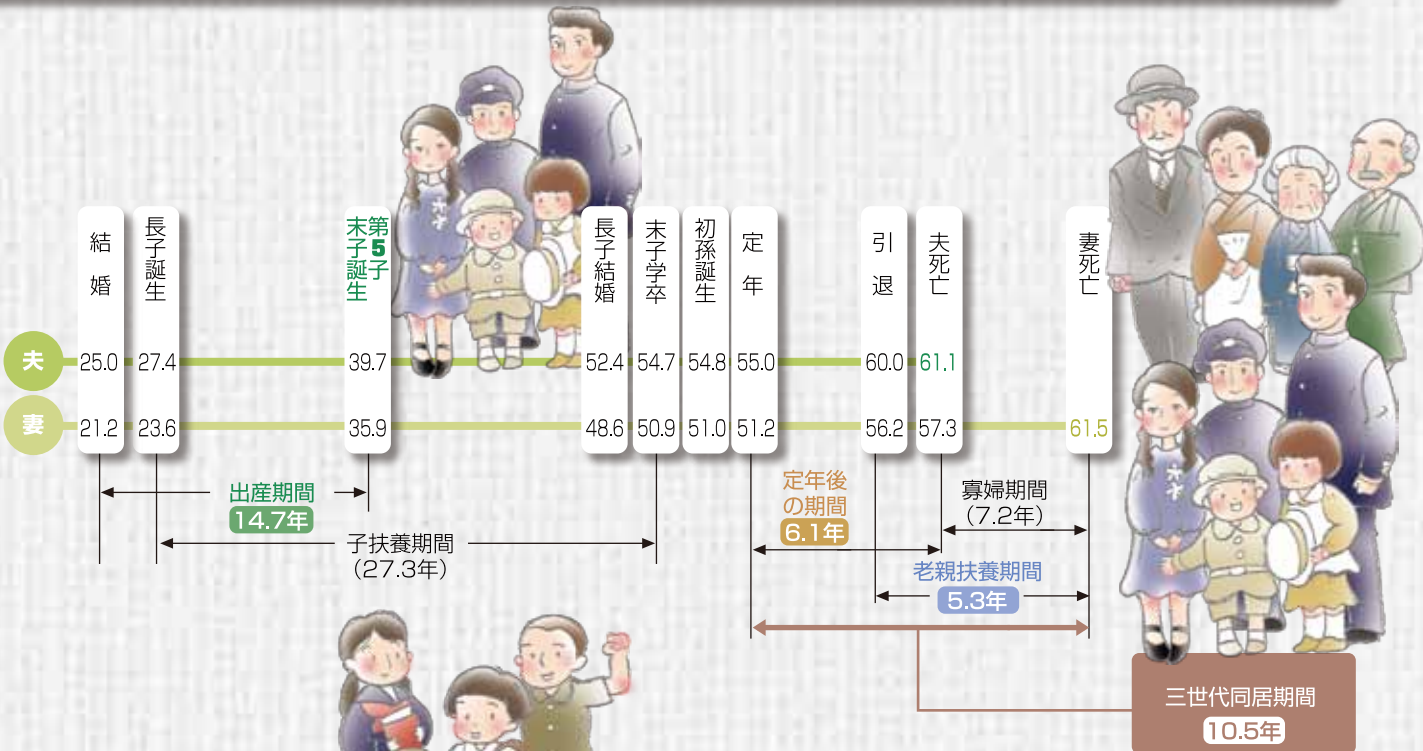 結婚
長子誕生
第5子
末子誕生
長子結婚
末子学卒
初孫誕生
定年
引退
夫死亡
妻死亡
夫 25.0 27.4 39.7 52.4 54.7 54.8 55.0 60.0 61.1
妻 21.2 23.6 35.9 48.6 50.9 51.0 51.2 56.2 57.3 61.5
出産期間
14.7年
子扶養期間
(27.3年)
定年後
の期間
6.1年
寡婦期間
(7.2年)
老親扶養期間
5.3年
三世代同居期間
10.5年